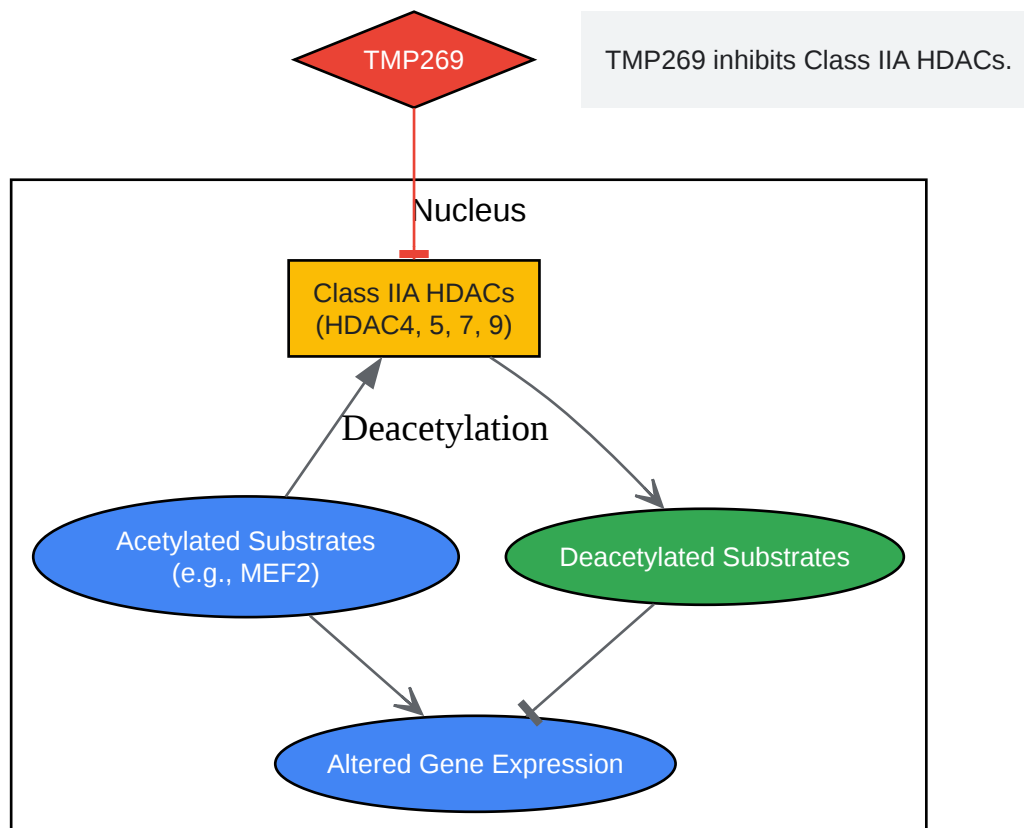 TMP269
TMP269 inhibits Class IIA HDACs.
Nucleus
Class IIA HDACs
(HDAC4, 5, 7, 9)
Deacetylation
Acetylated Substrates
(e.g., MEF2)
Deacetylated Substrates
Altered Gene Expression